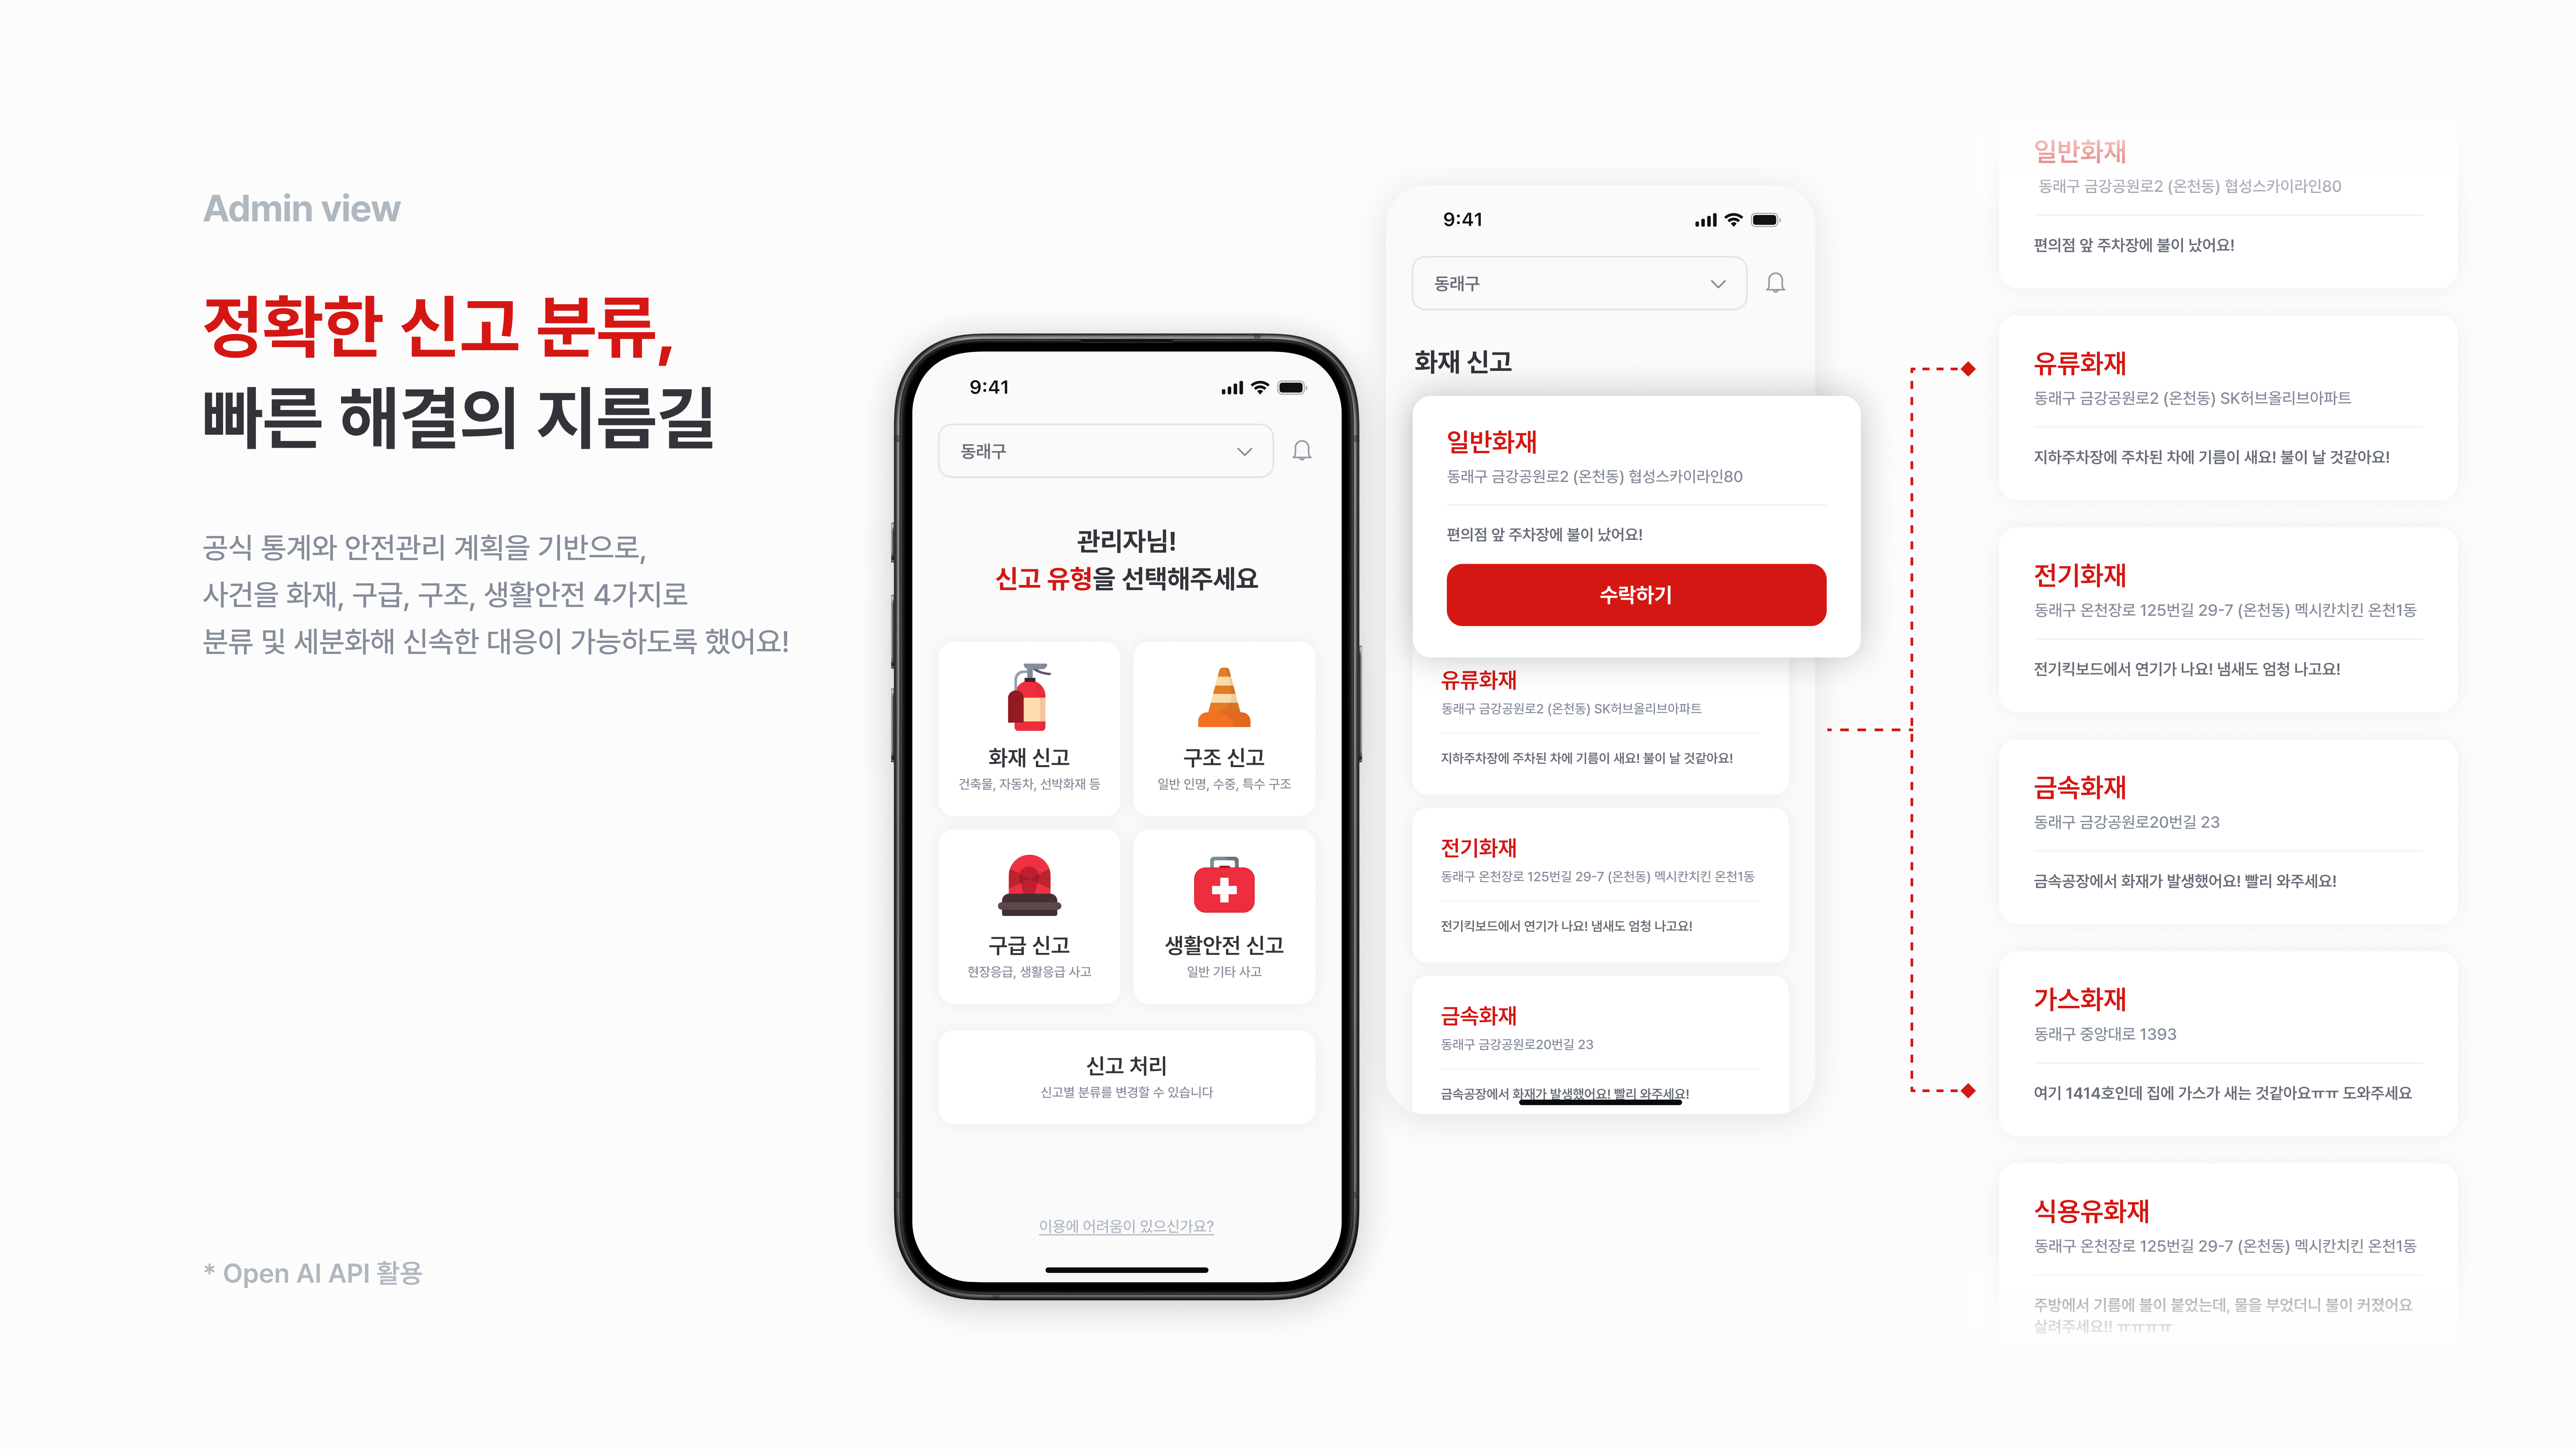 Admin view
정확한 신고 분류,
빠른 해결의 지름길
공식 통계와 안전관리 계획을 기반으로,
사건을 화재, 구급, 구조, 생활안전 4가지로
분류 및 세분화해 신속한 대응이 가능하도록 했어요!
* Open AI API 활용
9:41
동래구
관리자님!
신고 유형을 선택해주세요
화재 신고
건축물, 자동차, 선박화재 등
구조 신고
일반 인명, 수중, 특수 구조
구급 신고
현장응급, 생활응급 사고
생활안전 신고
일반 기타 사고
신고 처리
신고별 분류를 변경할 수 있습니다
이용에 어려움이 있으신가요?
9:41
동래구
화재 신고
일반화재
동래구 금강공원로2 (온천동) 협성스카이라인80
편의점 앞 주차장에 불이 났어요!
수락하기
유류화재
동래구 금강공원로2 (온천동) SK허브올리브아파트
지하주차장에 주차된 차에 기름이 새요! 불이 날 것같아요!
전기화재
동래구 온천장로 125번길 29-7 (온천동) 멕시칸치킨 온천1동
전기킥보드에서 연기가 나요! 냄새도 엄청 나고요!
금속화재
동래구 금강공원로20번길 23
금속공장에서 화재가 발생했어요! 빨리 와주세요!
일반화재
동래구 금강공원로2 (온천동) 협성스카이라인80
편의점 앞 주차장에 불이 났어요!
유류화재
동래구 금강공원로2 (온천동) SK허브올리브아파트
지하주차장에 주차된 차에 기름이 새요! 불이 날 것같아요!
전기화재
동래구 온천장로 125번길 29-7 (온천동) 멕시칸치킨 온천1동
전기킥보드에서 연기가 나요! 냄새도 엄청 나고요!
금속화재
동래구 금강공원로20번길 23
금속공장에서 화재가 발생했어요! 빨리 와주세요!
가스화재
동래구 중앙대로 1393
여기 1414호인데 집에 가스가 새는 것같아요ㅠㅠ 도와주세요
식용유화재
동래구 온천장로 125번길 29-7 (온천동) 멕시칸치킨 온천1동
주방에서 기름에 불이 붙었는데, 물을 부었더니 불이 커졌어요
살려주세요!! ㅠㅠㅠㅠ